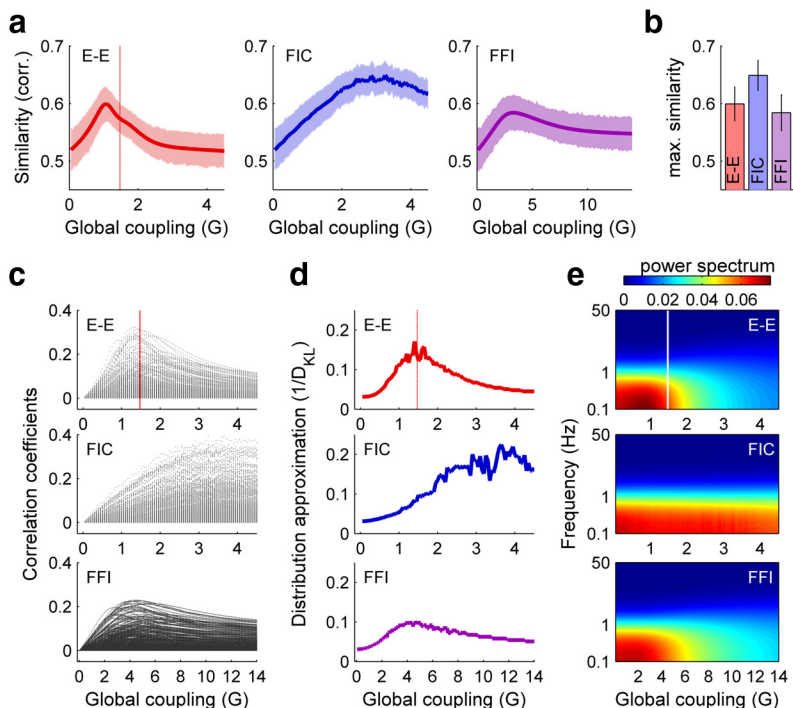 a
b
E-E
FIC
FFI
Similarity (corr.)
0.7
0.6
0.5
0 2 4
Global coupling (G)
0.7
0.6
0.5
0 2 4
Global coupling (G)
0.7
0.6
0.5
0 5 10
Global coupling (G)
max. similarity
0.7
0.6
0.5
E-E
FIC
FFI
c
Correlation coefficients
E-E
0.4
0.2
0
0 1 2 3 4
FIC
0.4
0.2
0
0 1 2 3 4
FFI
0.4
0.2
0
0 2 4 6 8 10 12 14
Global coupling (G)
d
Distribution approximation (1/D_KL)
E-E
0.2
0.1
0
0 1 2 3 4
FIC
0.2
0.1
0
0 1 2 3 4
FFI
0.2
0.1
0
0 2 4 6 8 10 12 14
Global coupling (G)
e
power spectrum
0 0.02 0.04 0.06
Frequency (Hz)
50
E-E
1
0.1
1 2 3 4
50
FIC
1
0.1
1 2 3 4
50
FFI
1
0.1
2 4 6 8 10 12 14
Global coupling (G)